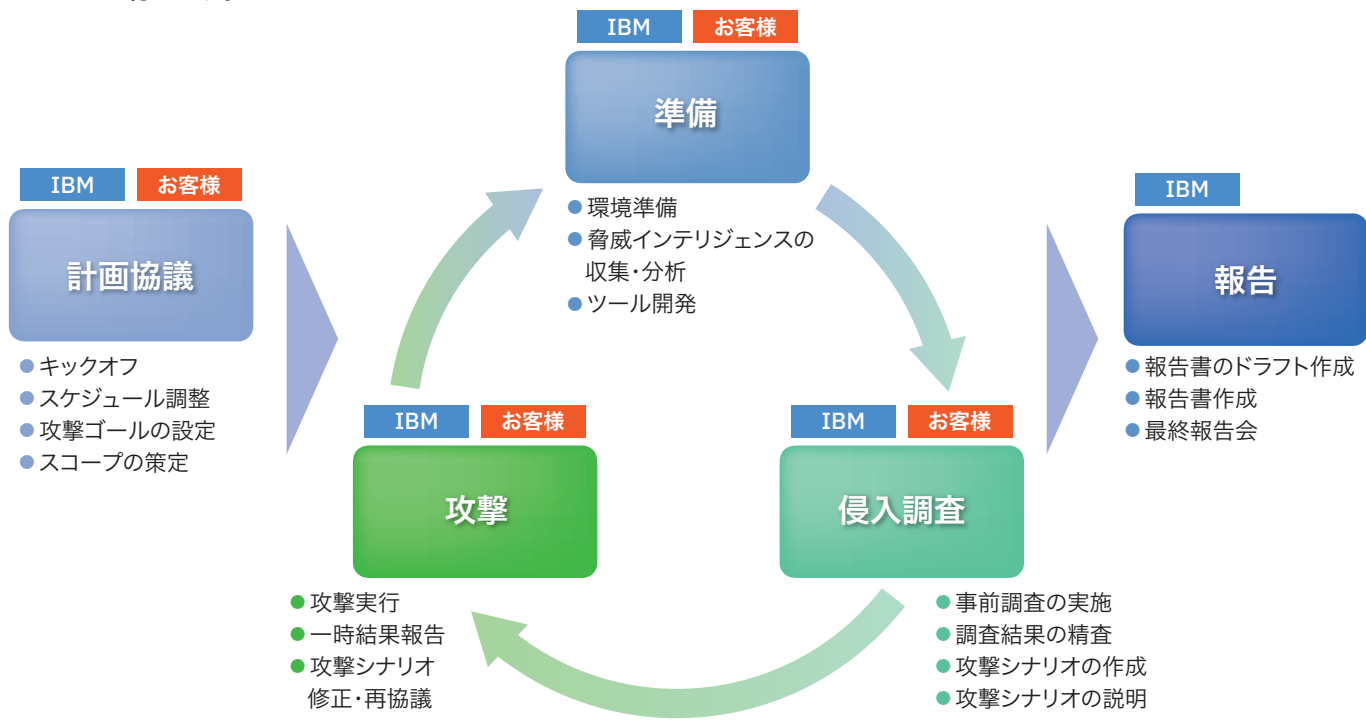 IBM お客様
準備
● 環境準備
● 脅威インテリジェンスの
収集・分析
● ツール開発
IBM お客様
計画協議
● キックオフ
● スケジュール調整
● 攻撃ゴールの設定
● スコープの策定
IBM お客様
攻撃
● 攻撃実行
● 一時結果報告
● 攻撃シナリオ
修正・再協議
IBM お客様
侵入調査
● 事前調査の実施
● 調査結果の精査
● 攻撃シナリオの作成
● 攻撃シナリオの説明
IBM
報告
● 報告書のドラフト作成
● 報告書作成
● 最終報告会